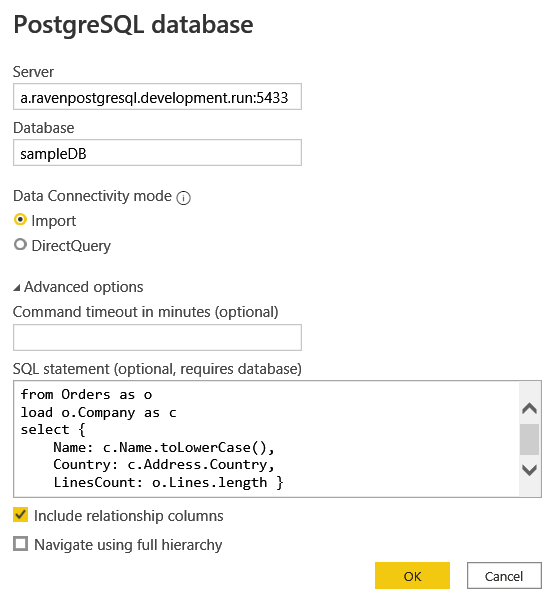 PostgreSQL database
Server
a.ravenpostgresql.development.run:5433
Database
sampleDB
Data Connectivity mode
Import
DirectQuery
Advanced options
Command timeout in minutes (optional)
SQL statement (optional, requires database)
from Orders as o
load o.Company as c
select {
    Name: c.Name.toLowerCase(),
    Country: c.Address.Country,
    LinesCount: o.Lines.length }
Include relationship columns
Navigate using full hierarchy
OK Cancel